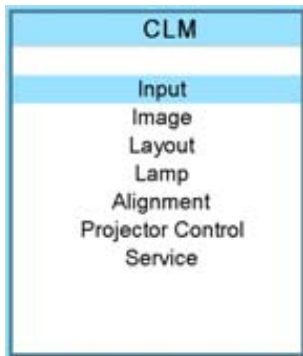 CLM
Input
Image
Layout
Lamp
Alignment
Projector Control
Service